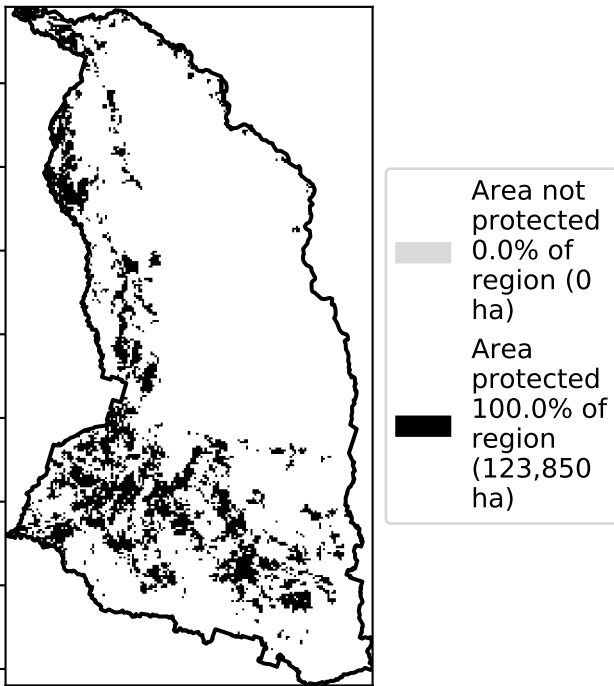 Area not
protected
0.0% of
region (0
ha)
Area
protected
100.0% of
region
(123,850
ha)